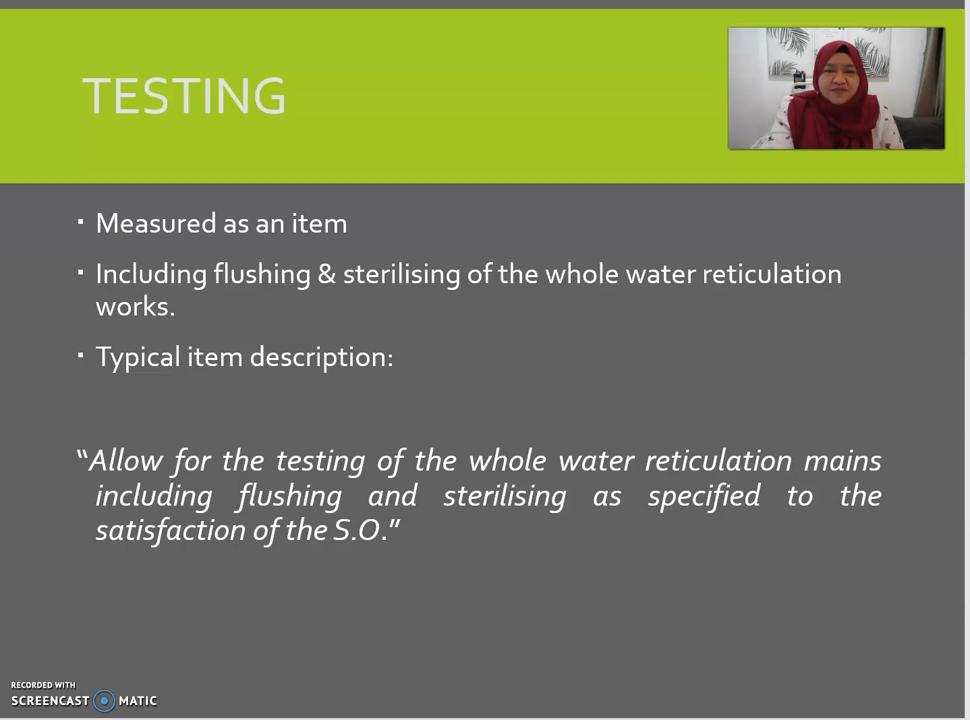 TESTING
▪ Measured as an item
▪ Including flushing & sterilising of the whole water reticulation
works.
▪ Typical item description:
“Allow for the testing of the whole water reticulation mains
including flushing and sterilising as specified to the
satisfaction of the S.O.”
RECORDED WITH
SCREENCAST MATIC